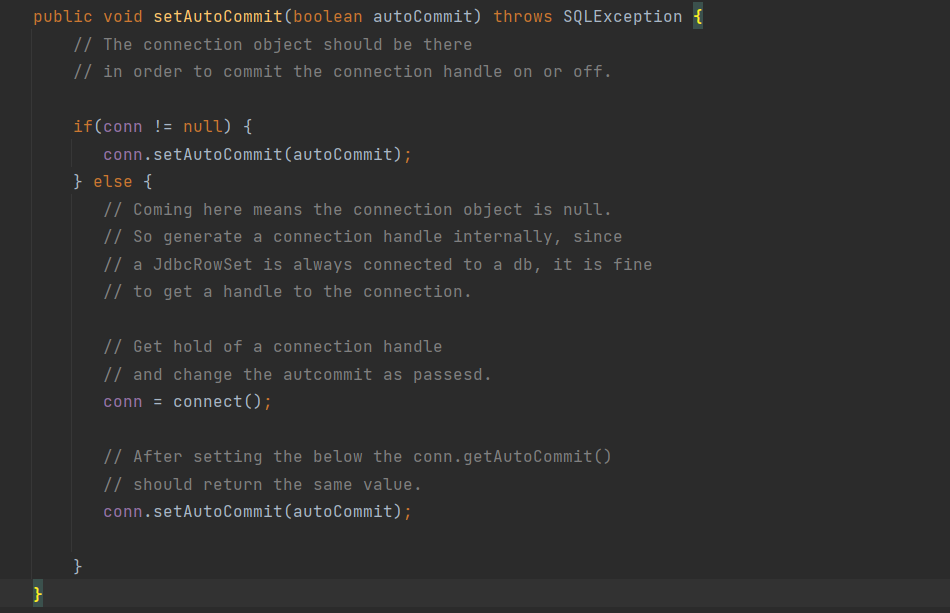 public void setAutoCommit(boolean autoCommit) throws SQLException {
// The connection object should be there
// in order to commit the connection handle on or off.
if(conn != null) {
conn.setAutoCommit(autoCommit);
} else {
// Coming here means the connection object is null.
// So generate a connection handle internally, since
// a JdbcRowSet is always connected to a db, it is fine
// to get a handle to the connection.
// Get hold of a connection handle
// and change the autcommit as passesd.
conn = connect();
// After setting the below the conn.getAutoCommit()
// should return the same value.
conn.setAutoCommit(autoCommit);
}
}